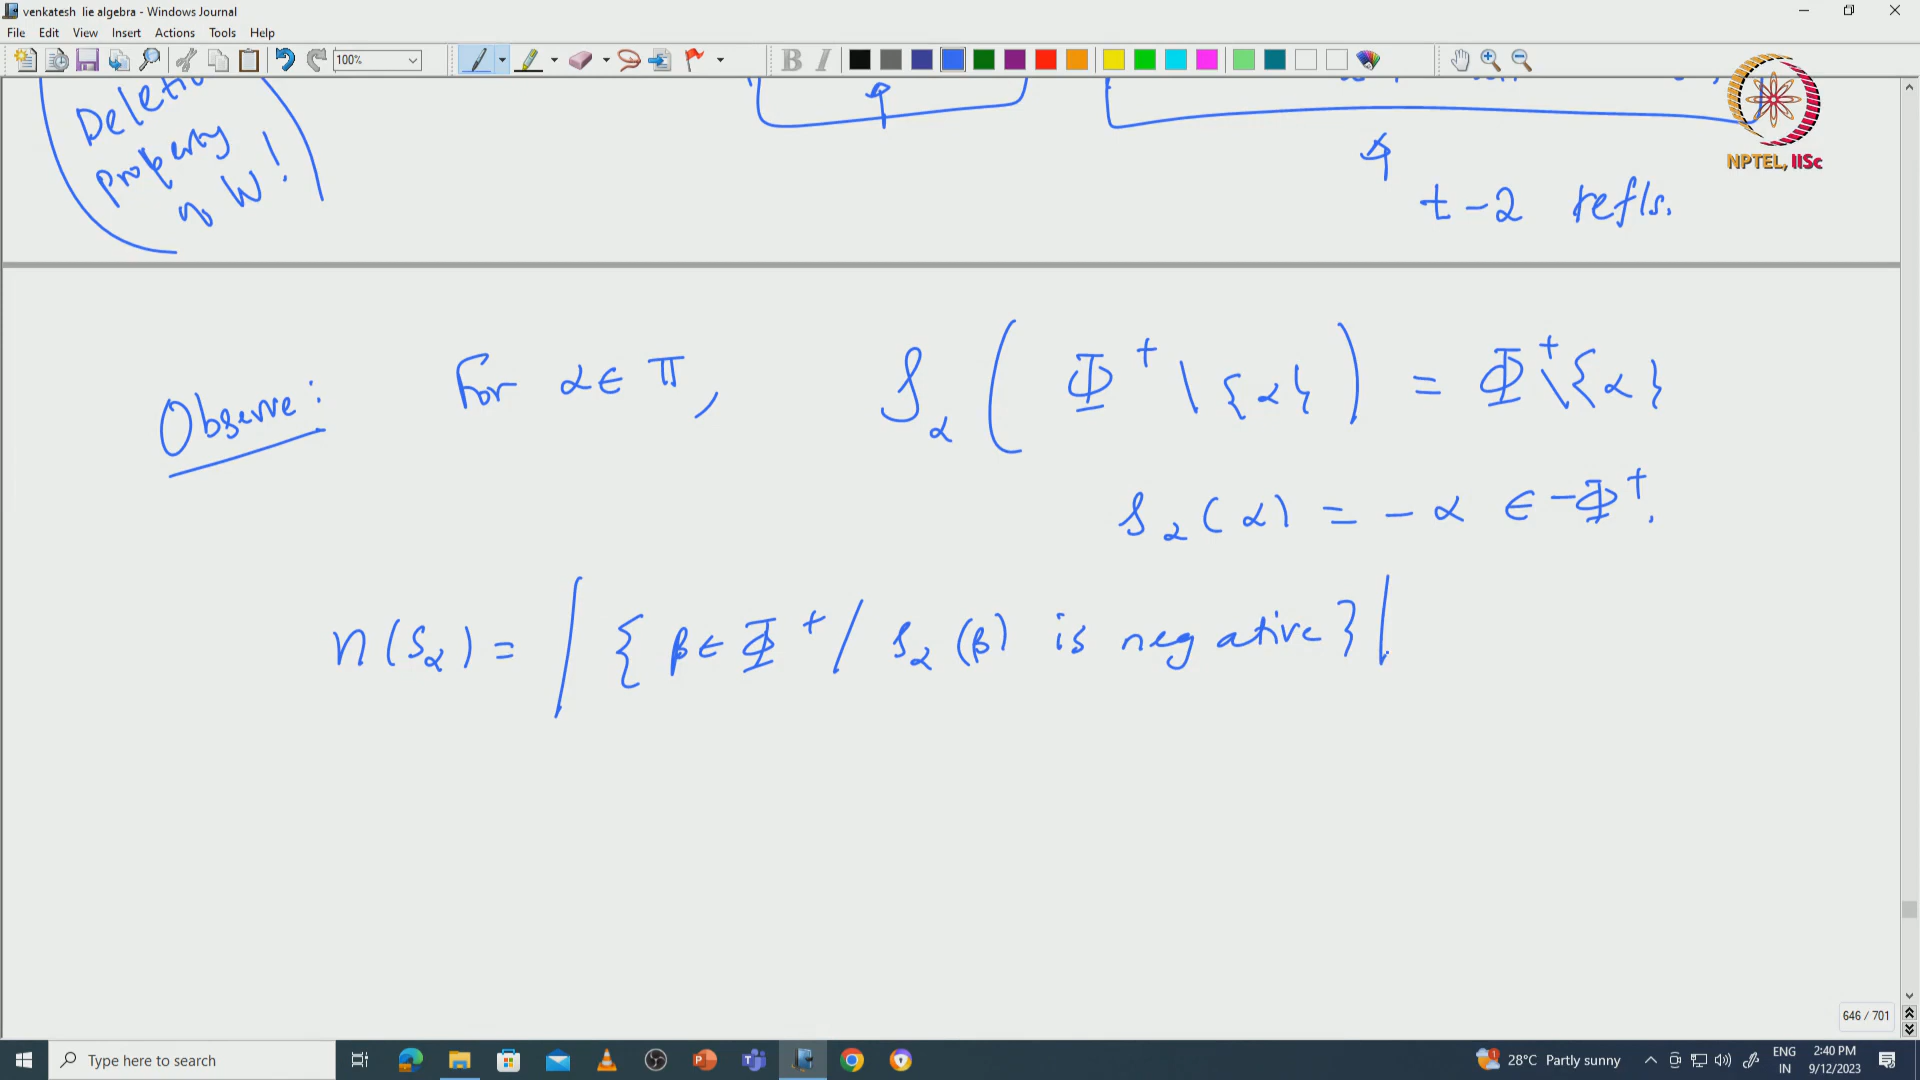 venkatesh lie algebra - Windows Journal
File Edit View Insert Actions Tools Help
100%
B I
Deletio
property
W!
t-2 refls.
NPTEL, IISc
Observe: For α ∈ π, S_α ( Φ^+ \ {α} ) = Φ^+ \ {α}
s_α(α) = -α ∈ -Φ^+.
n(s_α) = | { β ∈ Φ^+ / s_α(β) is negative } |
646 / 701
Type here to search
28°C Partly sunny
ENG
IN
2:40 PM
9/12/2023